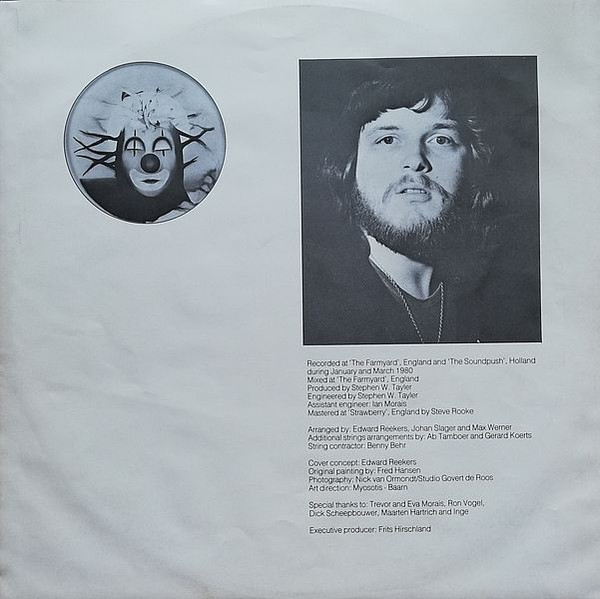 Recorded at 'The Farmyard', England and 'The Soundpush', Holland
during January and March 1980
Mixed at 'The Farmyard', England
Produced by Stephen W. Tayler
Engineered by Stephen W. Tayler
Assistant engineer: Ian Morais
Mastered at 'Strawberry', England by Steve Rooke
Arranged by: Edward Reekers, Johan Slager and Max Werner
Additional strings arrangements by: Ab Tamboer and Gerard Koerts
String contractor: Benny Behr
Cover concept: Edward Reekers
Original painting by: Fred Hansen
Photography: Nick van Ormondt/Studio Govert de Roos
Art direction: Myosotis - Baarn
Special thanks to: Trevor and Eva Morais, Ron Vogel,
Dick Scheepbouwer, Maarten Hartrich and Inge
Executive producer: Frits Hirschland